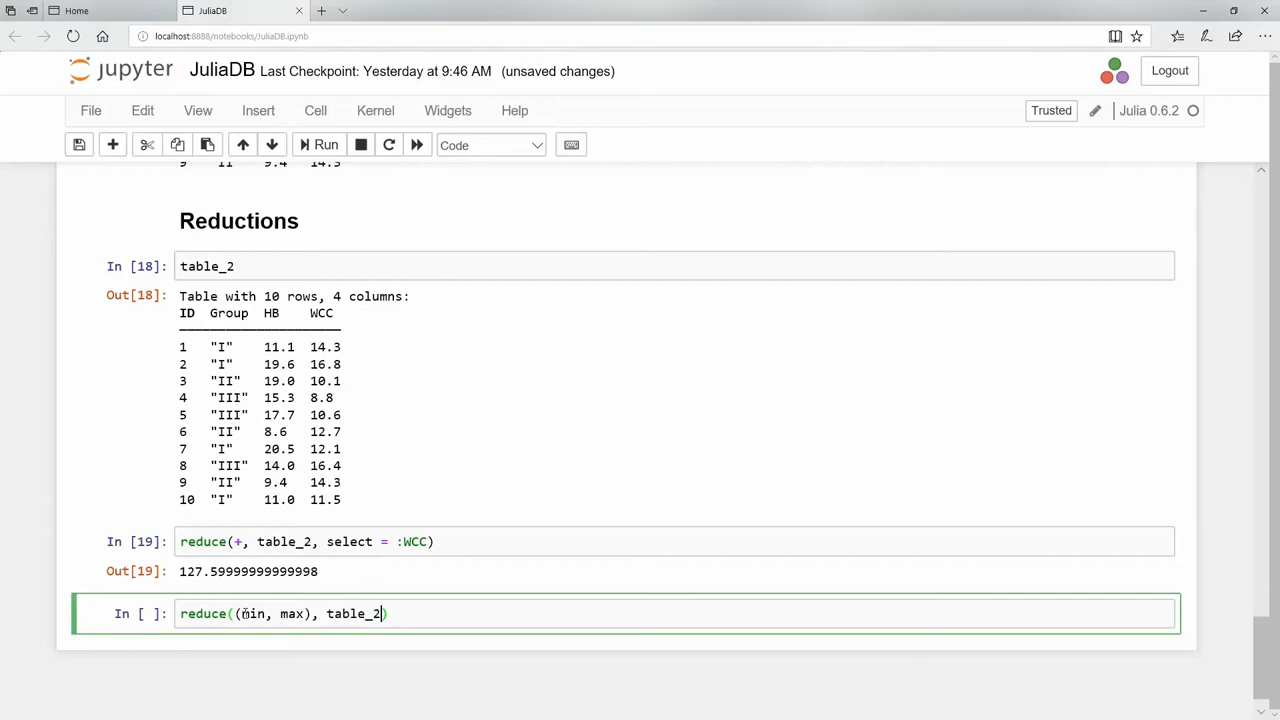 Home
JuliaDB
localhost:8888/notebooks/JuliaDB.ipynb
jupyter JuliaDB Last Checkpoint: Yesterday at 9:46 AM (unsaved changes)
Logout
File Edit View Insert Cell Kernel Widgets Help
Trusted Julia 0.6.2
Run Code
9 "II" 9.4 14.3
Reductions
In [18]: table_2
Out[18]: Table with 10 rows, 4 columns:
ID Group HB WCC
1 "I" 11.1 14.3
2 "I" 19.6 16.8
3 "II" 19.0 10.1
4 "III" 15.3 8.8
5 "III" 17.7 10.6
6 "II" 8.6 12.7
7 "I" 20.5 12.1
8 "III" 14.0 16.4
9 "II" 9.4 14.3
10 "I" 11.0 11.5
In [19]: reduce(+, table_2, select = :WCC)
Out[19]: 127.59999999999998
In [ ]: reduce((min, max), table_2)